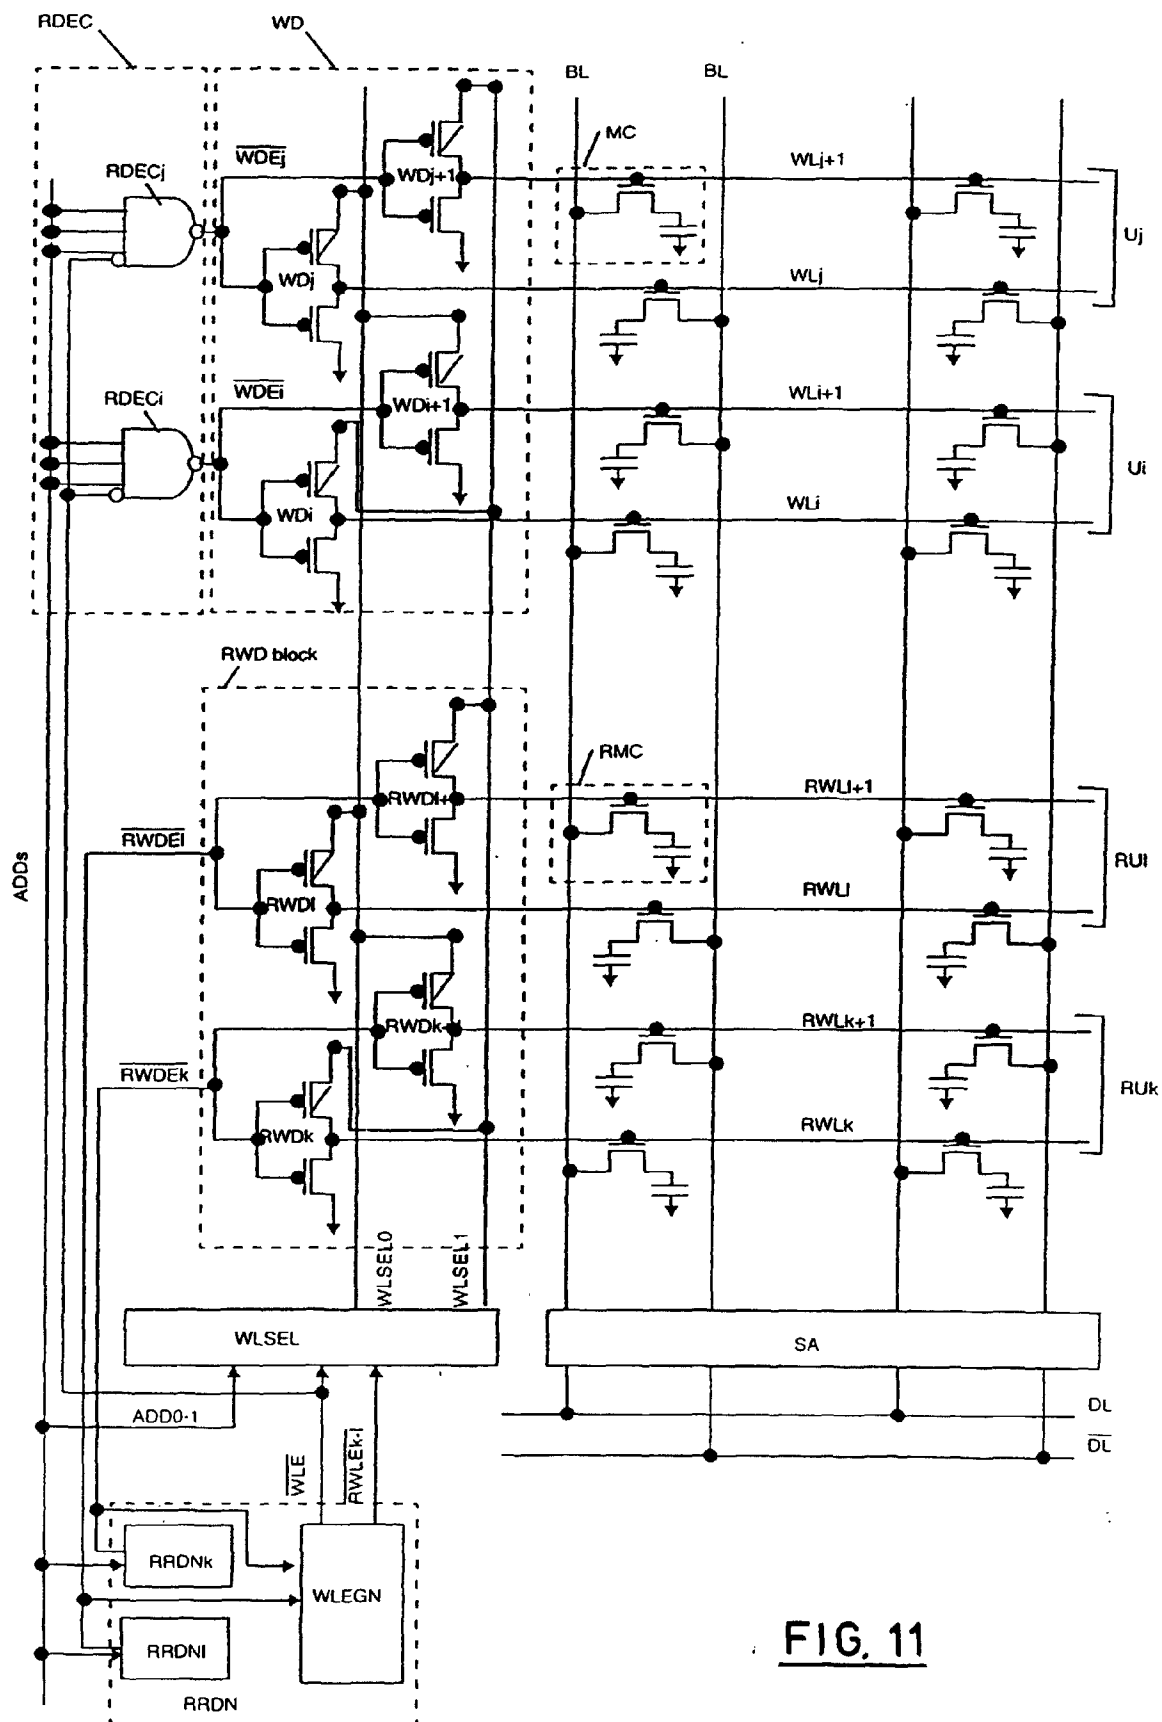 RDEC
WD
BL
BL
MC
RDECj
WDEj
WDj+1
WLj+1
Uj
WDj
WLj
RDECi
WDEi
WDi+1
WLi+1
Ui
WDi
WLi
RWD block
RMC
RWDl+
RWLl+1
RWDEl
RUl
ADDs
RWDl
RWLl
RWDk+
RWLk+1
RWDEk
RUk
RWDk
RWLk
WLSEL0
WLSEL1
WLSEL
SA
ADD0-1
DL
DL
WLE
RWLEk-l
RRDNk
WLEGN
RRDNl
RRDN
FIG. 11